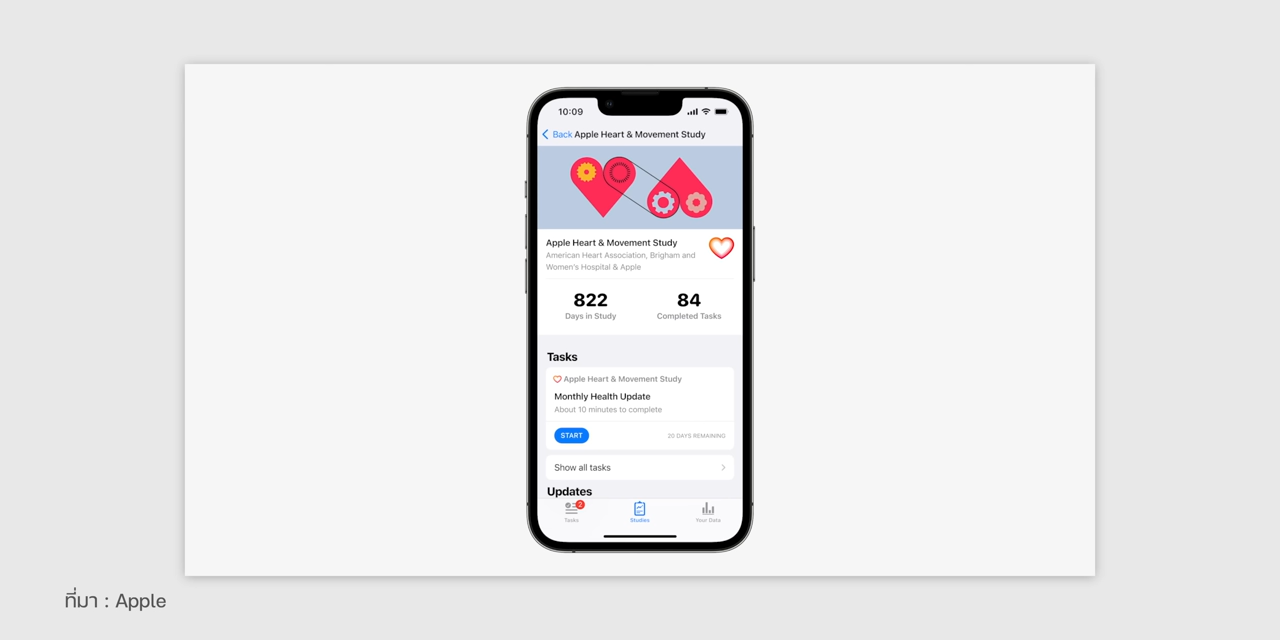 10:09
Back Apple Heart & Movement Study
Apple Heart & Movement Study
American Heart Association, Brigham and
Women's Hospital & Apple
822
Days in Study
84
Completed Tasks
Tasks
Apple Heart & Movement Study
Monthly Health Update
About 10 minutes to complete
START
20 DAYS REMAINING
Show all tasks
Updates
2
Tasks
Studies
Your Data
ที่มา : Apple